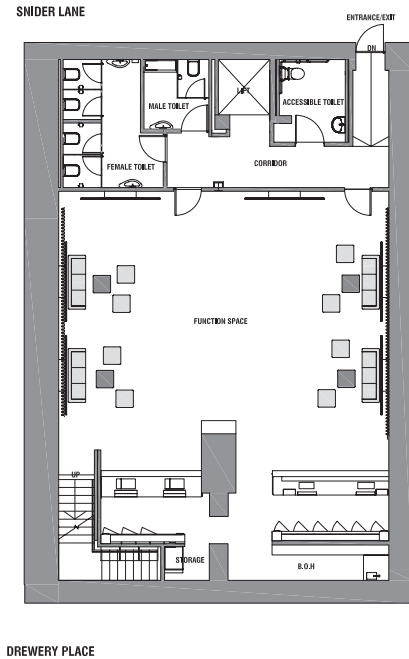 SNIDER LANE
ENTRANCE/EXIT
DN
MALE TOILET
LIFT
ACCESSIBLE TOILET
FEMALE TOILET
CORRIDOR
FUNCTION SPACE
UP
STORAGE
B.O.H
DREWERY PLACE